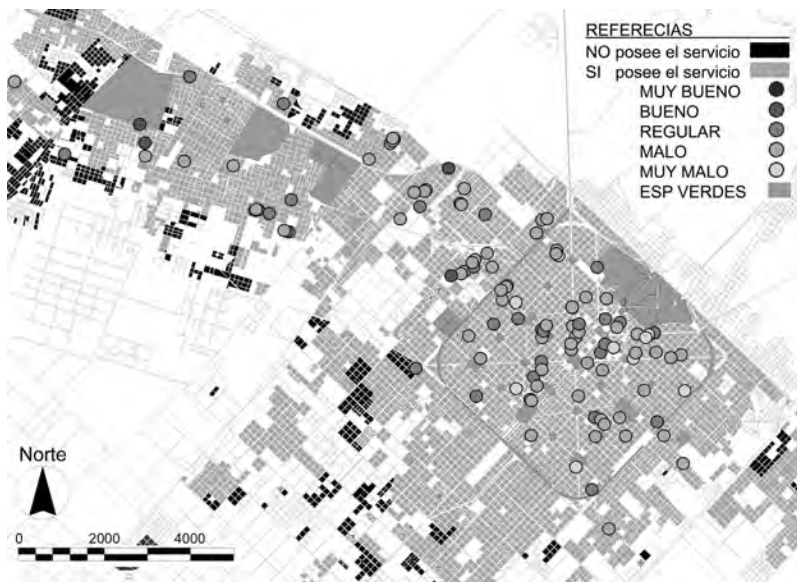 REFERECIAS
NO posee el servicio
SI posee el servicio
MUY BUENO
BUENO
REGULAR
MALO
MUY MALO
ESP VERDES
Norte
0 2000 4000